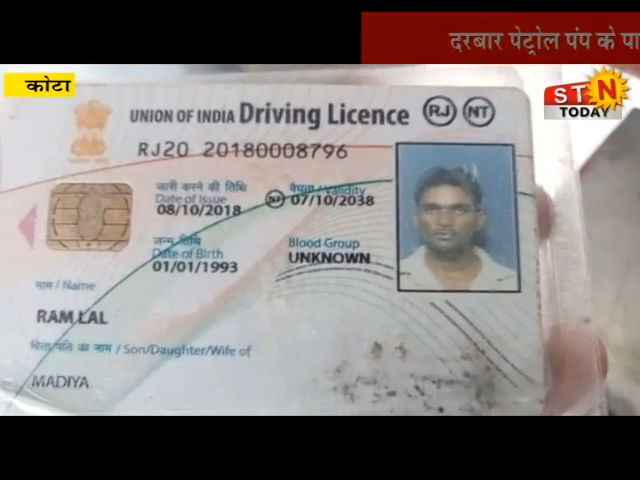 दरबार पेट्रोल पंप के पा
कोटा
STN
TODAY
UNION OF INDIA Driving Licence RJ NT
RJ20 20180008796
जारी करने की तिथि
Date of Issue
08/10/2018
NT
वैधता / Validity
07/10/2038
जन्म तिथि
Date of Birth
01/01/1993
Blood Group
UNKNOWN
नाम / Name
RAM LAL
पिता/पति का नाम / Son/Daughter/Wife of
MADIYA